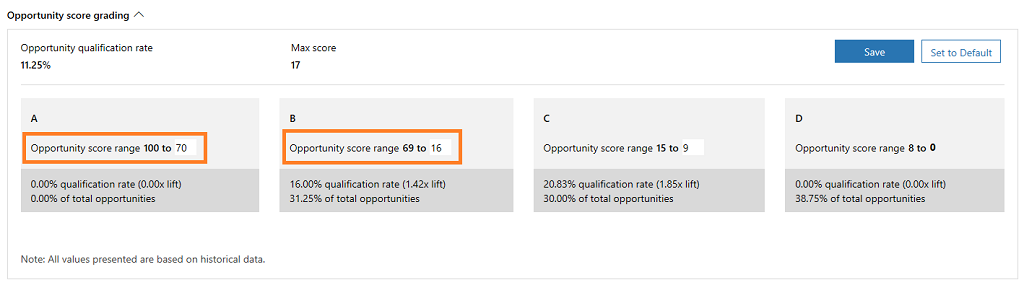 Opportunity score grading
Opportunity qualification rate
11.25%
Max score
17
Save
Set to Default
A
Opportunity score range 100 to 70
0.00% qualification rate (0.00x lift)
0.00% of total opportunities
B
Opportunity score range 69 to 16
16.00% qualification rate (1.42x lift)
31.25% of total opportunities
C
Opportunity score range 15 to 9
20.83% qualification rate (1.85x lift)
30.00% of total opportunities
D
Opportunity score range 8 to 0
0.00% qualification rate (0.00x lift)
38.75% of total opportunities
Note: All values presented are based on historical data.